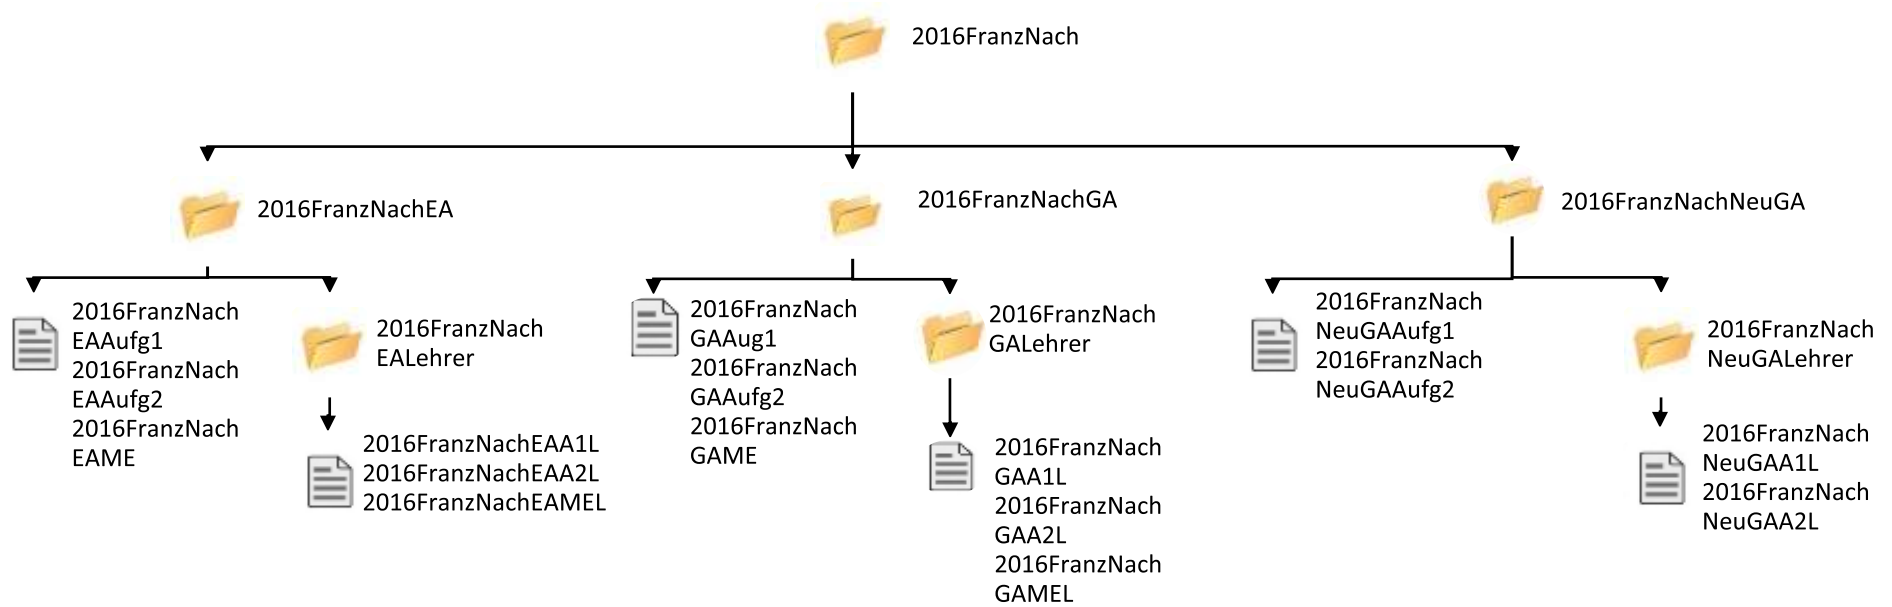 2016FranzNach
2016FranzNachEA
2016FranzNachGA
2016FranzNachNeuGA
2016FranzNach
EAAufg1
2016FranzNach
EAAufg2
2016FranzNach
EAME
2016FranzNach
EALehrer
2016FranzNachEAA1L
2016FranzNachEAA2L
2016FranzNachEAMEL
2016FranzNach
GAAug1
2016FranzNach
GAAufg2
2016FranzNach
GAME
2016FranzNach
GALehrer
2016FranzNach
GAA1L
2016FranzNach
GAA2L
2016FranzNach
GAMEL
2016FranzNach
NeuGAAufg1
2016FranzNach
NeuGAAufg2
2016FranzNach
NeuGALehrer
2016FranzNach
NeuGAA1L
2016FranzNach
NeuGAA2L